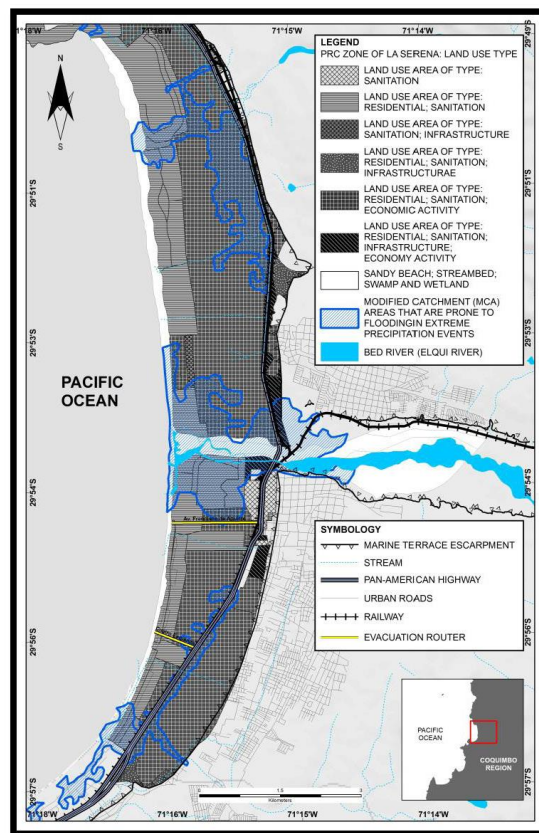 71°18'W 71°16'W 71°15'W 71°14'W
29°49'S
29°51'S
29°53'S
29°54'S
29°56'S
29°57'S
N
S
LEGEND
PRC ZONE OF LA SERENA: LAND USE TYPE
LAND USE AREA OF TYPE:
SANITATION
LAND USE AREA OF TYPE:
RESIDENTIAL; SANITATION
LAND USE AREA OF TYPE:
SANITATION; INFRASTRUCTURE
LAND USE AREA OF TYPE:
RESIDENTIAL; SANITATION;
INFRASTRUCTURAE
LAND USE AREA OF TYPE:
RESIDENTIAL; SANITATION;
ECONOMIC ACTIVITY
LAND USE AREA OF TYPE:
RESIDENTIAL; SANITATION;
INFRASTRUCTURE;
ECONOMY ACTIVITY
SANDY BEACH; STREAMBED;
SWAMP AND WETLAND
MODIFIED CATCHMENT (MCA)
AREAS THAT ARE PRONE TO
FLOODINGIN EXTREME
PRECIPITATION EVENTS
BED RIVER (ELQUI RIVER)
PACIFIC
OCEAN
29°51'S
29°53'S
29°54'S
29°56'S
29°57'S
SYMBOLOGY
MARINE TERRACE ESCARPMENT
STREAM
PAN-AMERICAN HIGHWAY
URBAN ROADS
RAILWAY
EVACUATION ROUTER
PACIFIC
OCEAN
COQUIMBO
REGION
Kilometers
71°18'W 71°16'W 71°15'W 71°14'W